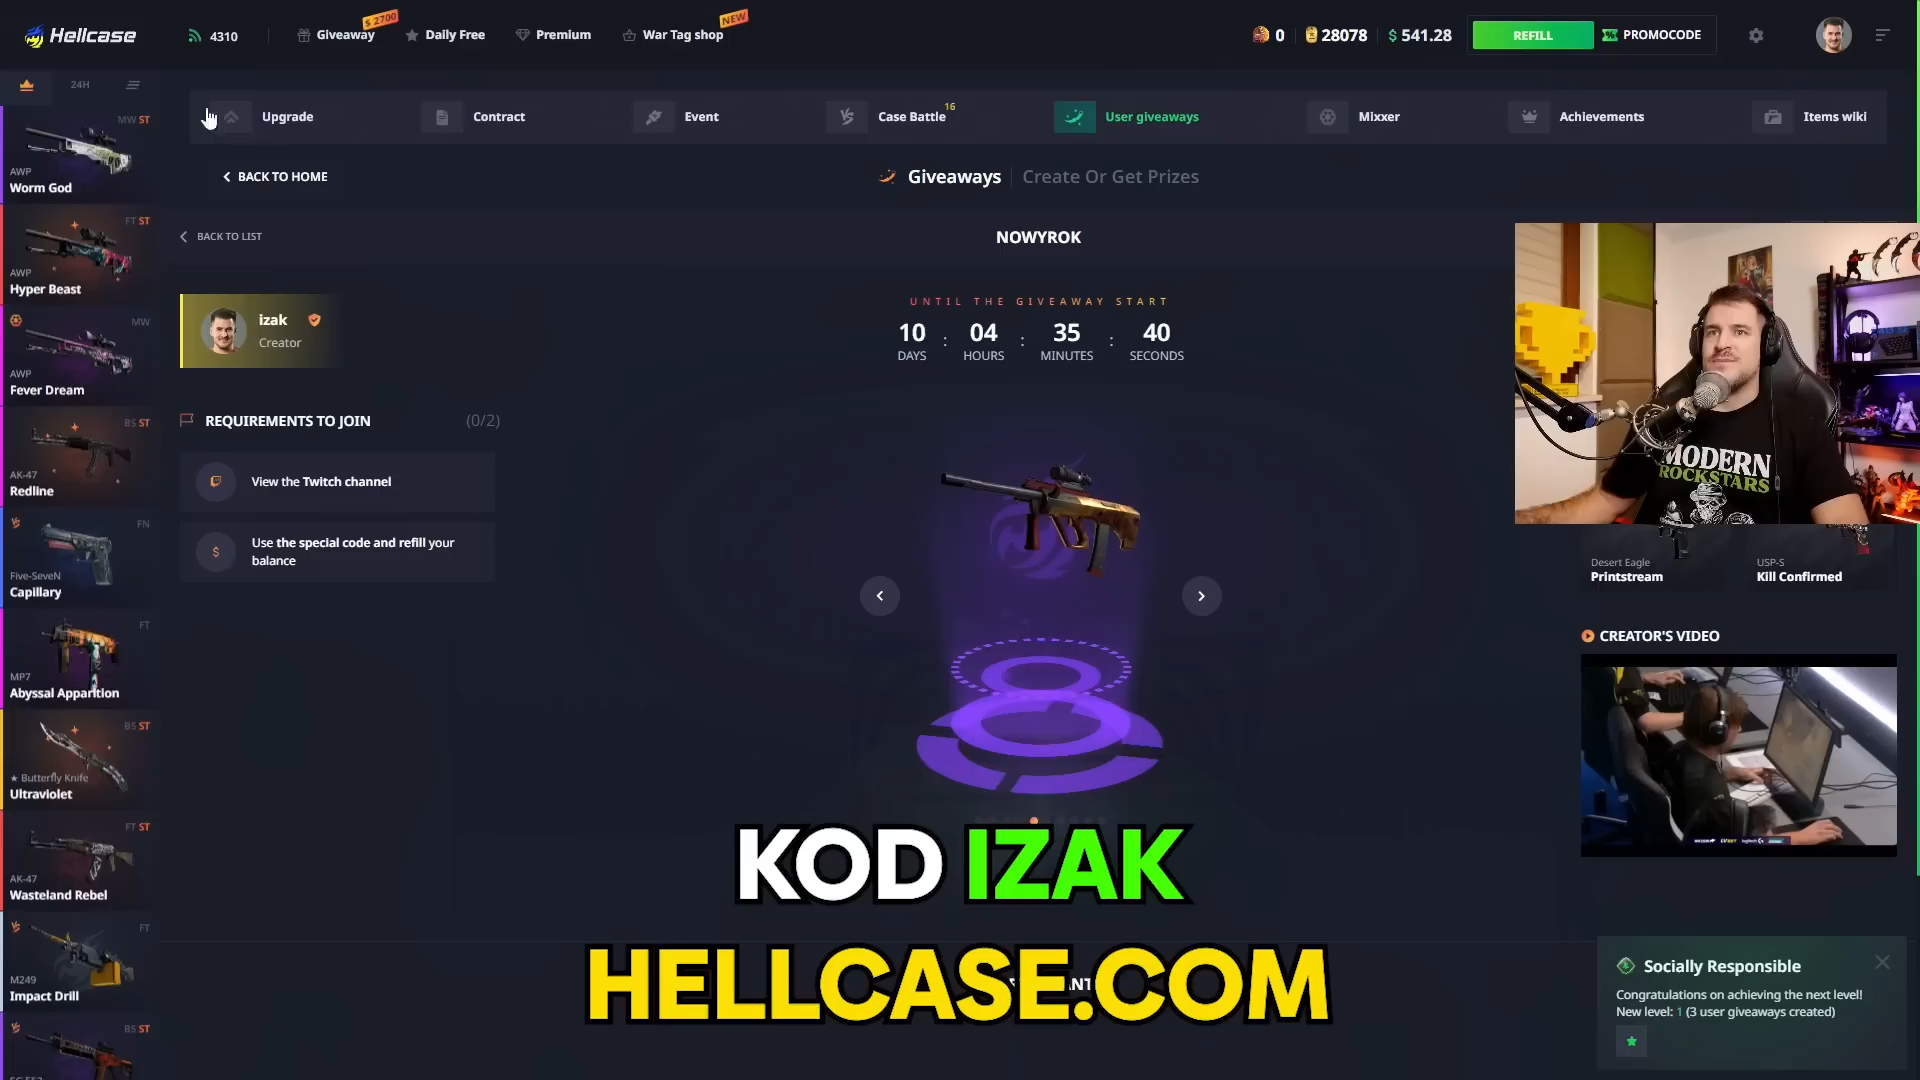 Hellcase
4310
Giveaway
$ 2700
Daily Free
Premium
War Tag shop
NEW
0
28078
$ 541.28
REFILL
PROMOCODE
24H
Upgrade
Contract
Event
Case Battle
16
User giveaways
Mixxer
Achievements
Items wiki
BACK TO HOME
Giveaways
Create Or Get Prizes
BACK TO LIST
NOWYROK
MW ST
AWP
Worm God
FT ST
AWP
Hyper Beast
MW
AWP
Fever Dream
BS ST
AK-47
Redline
FN
Five-SeveN
Capillary
FT
MP7
Abyssal Apparition
BS ST
★ Butterfly Knife
Ultraviolet
FT ST
AK-47
Wasteland Rebel
FT
M249
Impact Drill
BS ST
izak
Creator
UNTIL THE GIVEAWAY START
10 : 04 : 35 : 40
DAYS HOURS MINUTES SECONDS
REQUIREMENTS TO JOIN
(0/2)
View the Twitch channel
Use the special code and refill your
balance
MODERN
ROCKSTARS
Desert Eagle
Printstream
USP-S
Kill Confirmed
CREATOR'S VIDEO
KOD IZAK
HELLCASE.COM
Socially Responsible
Congratulations on achieving the next level!
New level: 1 (3 user giveaways created)